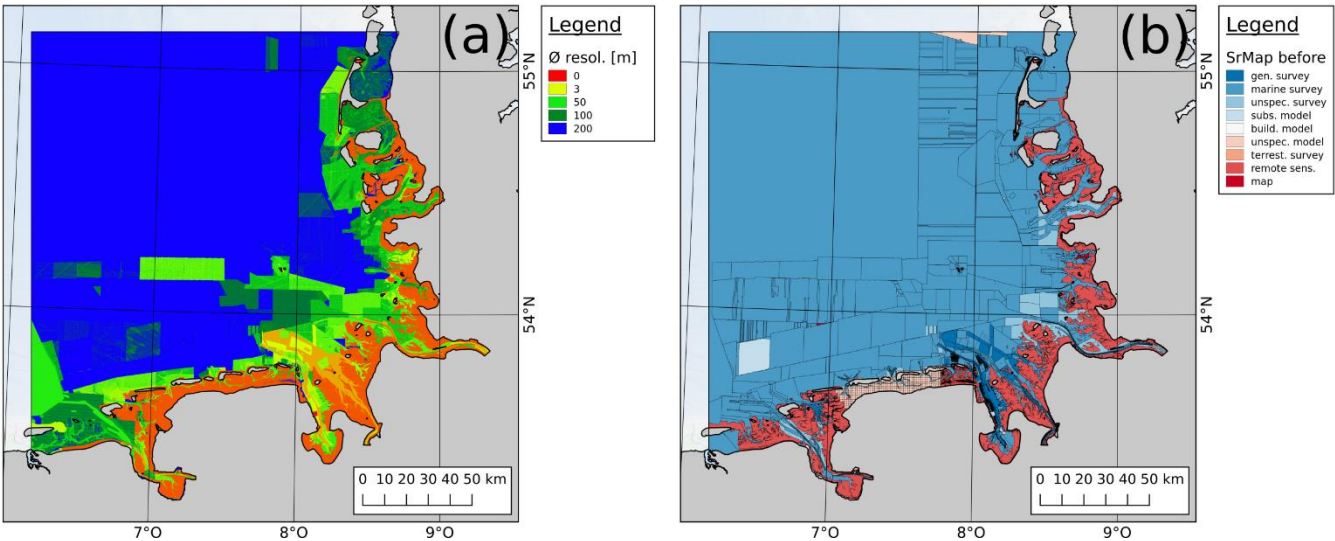 (a)
Legend
Ø resol. [m]
0
3
50
100
200
55°N
54°N
0 10 20 30 40 50 km
7°O
8°O
9°O
(b)
Legend
SrMap before
gen. survey
marine survey
unspec. survey
subs. model
build. model
unspec. model
terrest. survey
remote sens.
map
55°N
54°N
0 10 20 30 40 50 km
7°O
8°O
9°O